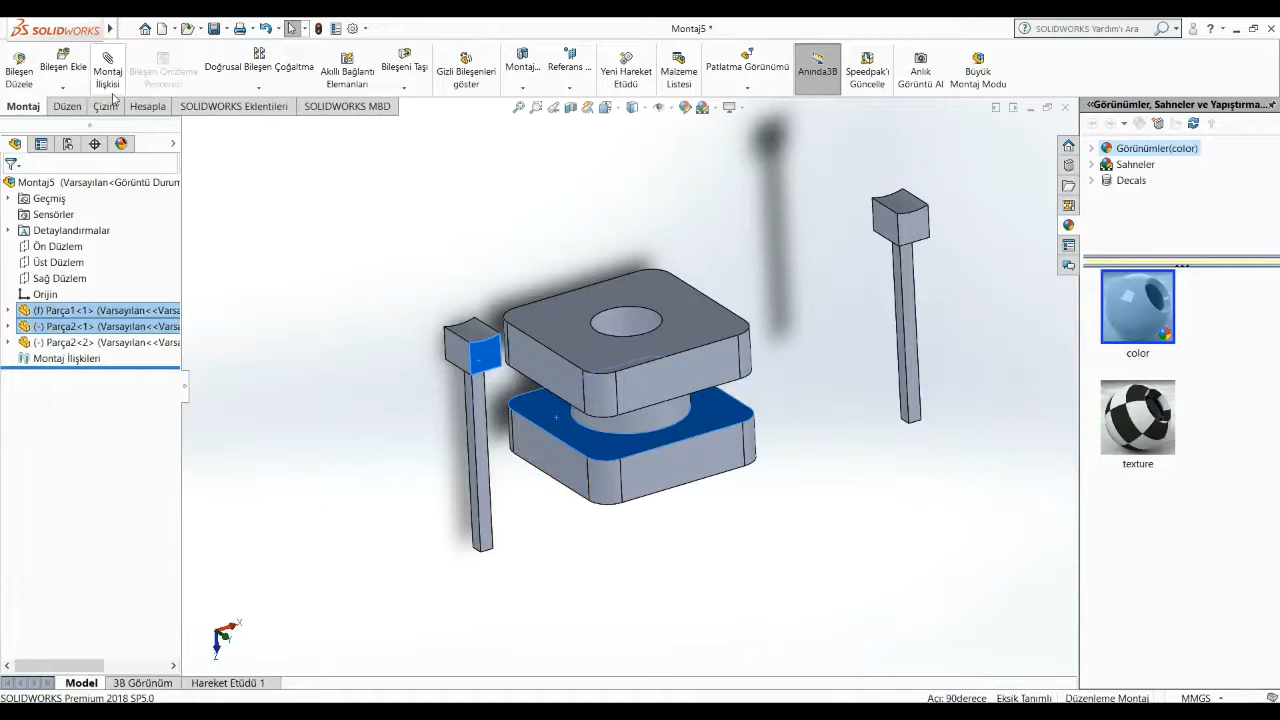 SOLIDWORKS
Montaj5 *
SOLIDWORKS Yardım'ı Ara
Bileşen Düzele
Bileşen Ekle
Montaj İlişkisi
Bileşen Önizleme Penceresi
Doğrusal Bileşen Çoğaltma
Akıllı Bağlantı Elemanları
Bileşeni Taşı
Gizli Bileşenleri göster
Montaj...
Referans ...
Yeni Hareket Etüdü
Malzeme Listesi
Patlatma Görünümü
Anında3B
Speedpak'ı Güncelle
Anlık Görüntü Al
Büyük Montaj Modu
Montaj
Düzen
Çizim
Hesapla
SOLIDWORKS Eklentileri
SOLIDWORKS MBD
Montaj5 (Varsayılan<Görüntü Durum
Geçmiş
Sensörler
Detaylandırmalar
Ön Düzlem
Üst Düzlem
Sağ Düzlem
Orijin
(f) Parça1<1> (Varsayılan<<Varsa
(-) Parça2<1> (Varsayılan<<Varsa
(-) Parça2<2> (Varsayılan<<Varsa
Montaj İlişkileri
X
Y
Z
Görünümler, Sahneler ve Yapıştırma...
Görünümler(color)
Sahneler
Decals
color
texture
Model
3B Görünüm
Hareket Etüdü 1
SOLIDWORKS Premium 2018 SP5.0
Açı: 90derece
Eksik Tanımlı
Düzenleme Montaj
MMGS